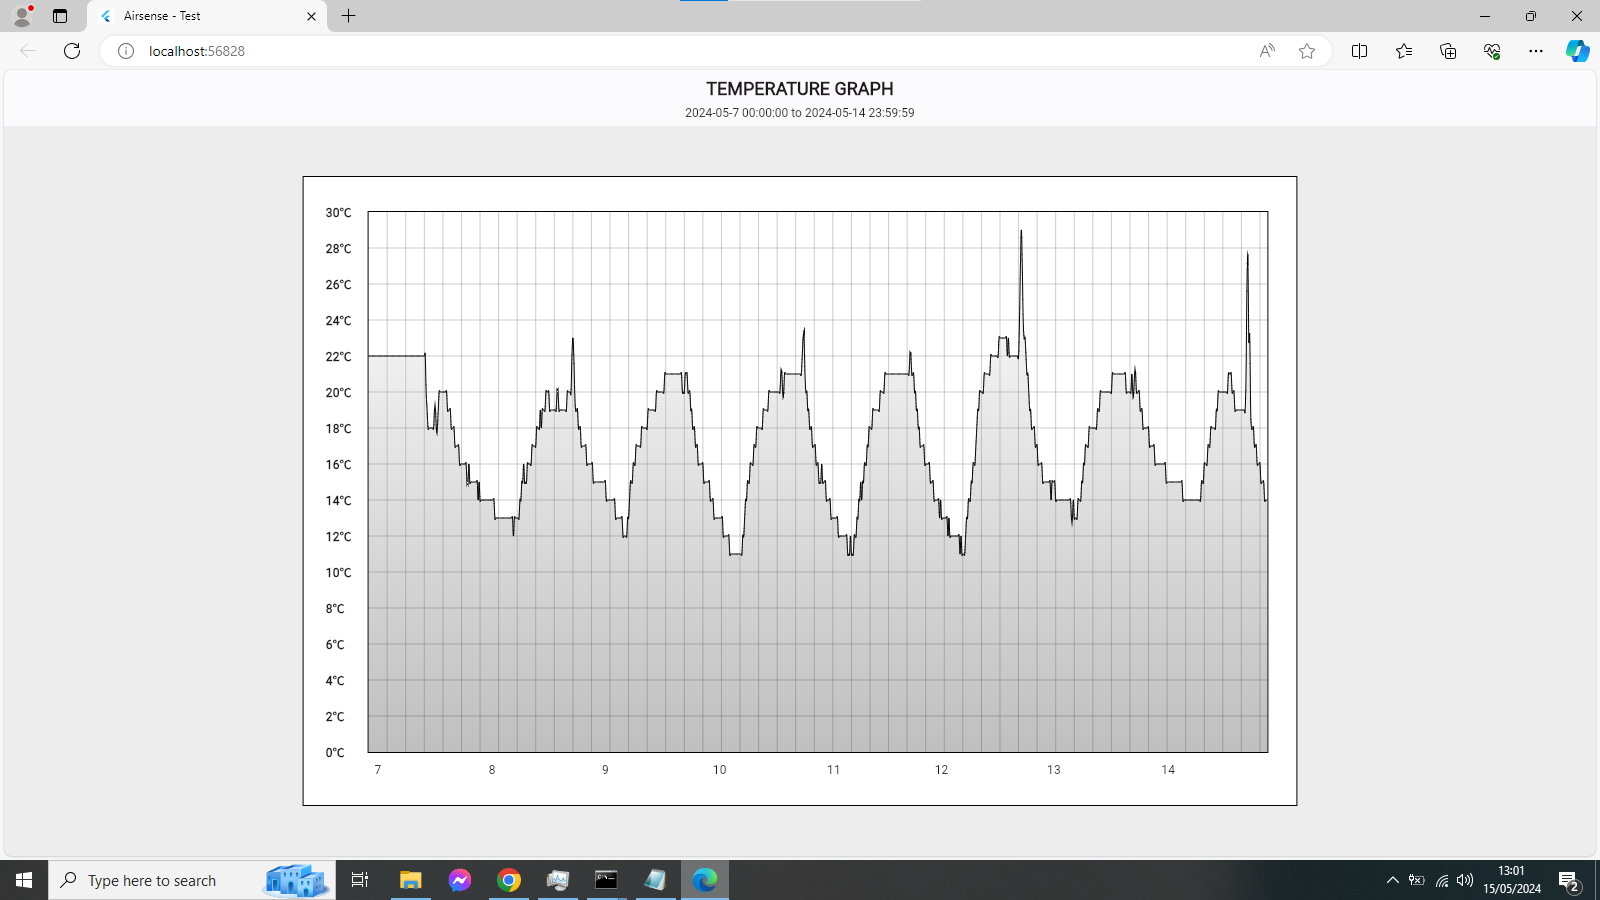 Airsense - Test
localhost:56828
TEMPERATURE GRAPH
2024-05-7 00:00:00 to 2024-05-14 23:59:59
30°C
28°C
26°C
24°C
22°C
20°C
18°C
16°C
14°C
12°C
10°C
8°C
6°C
4°C
2°C
0°C
7 8 9 10 11 12 13 14
Type here to search
13:01
15/05/2024
2